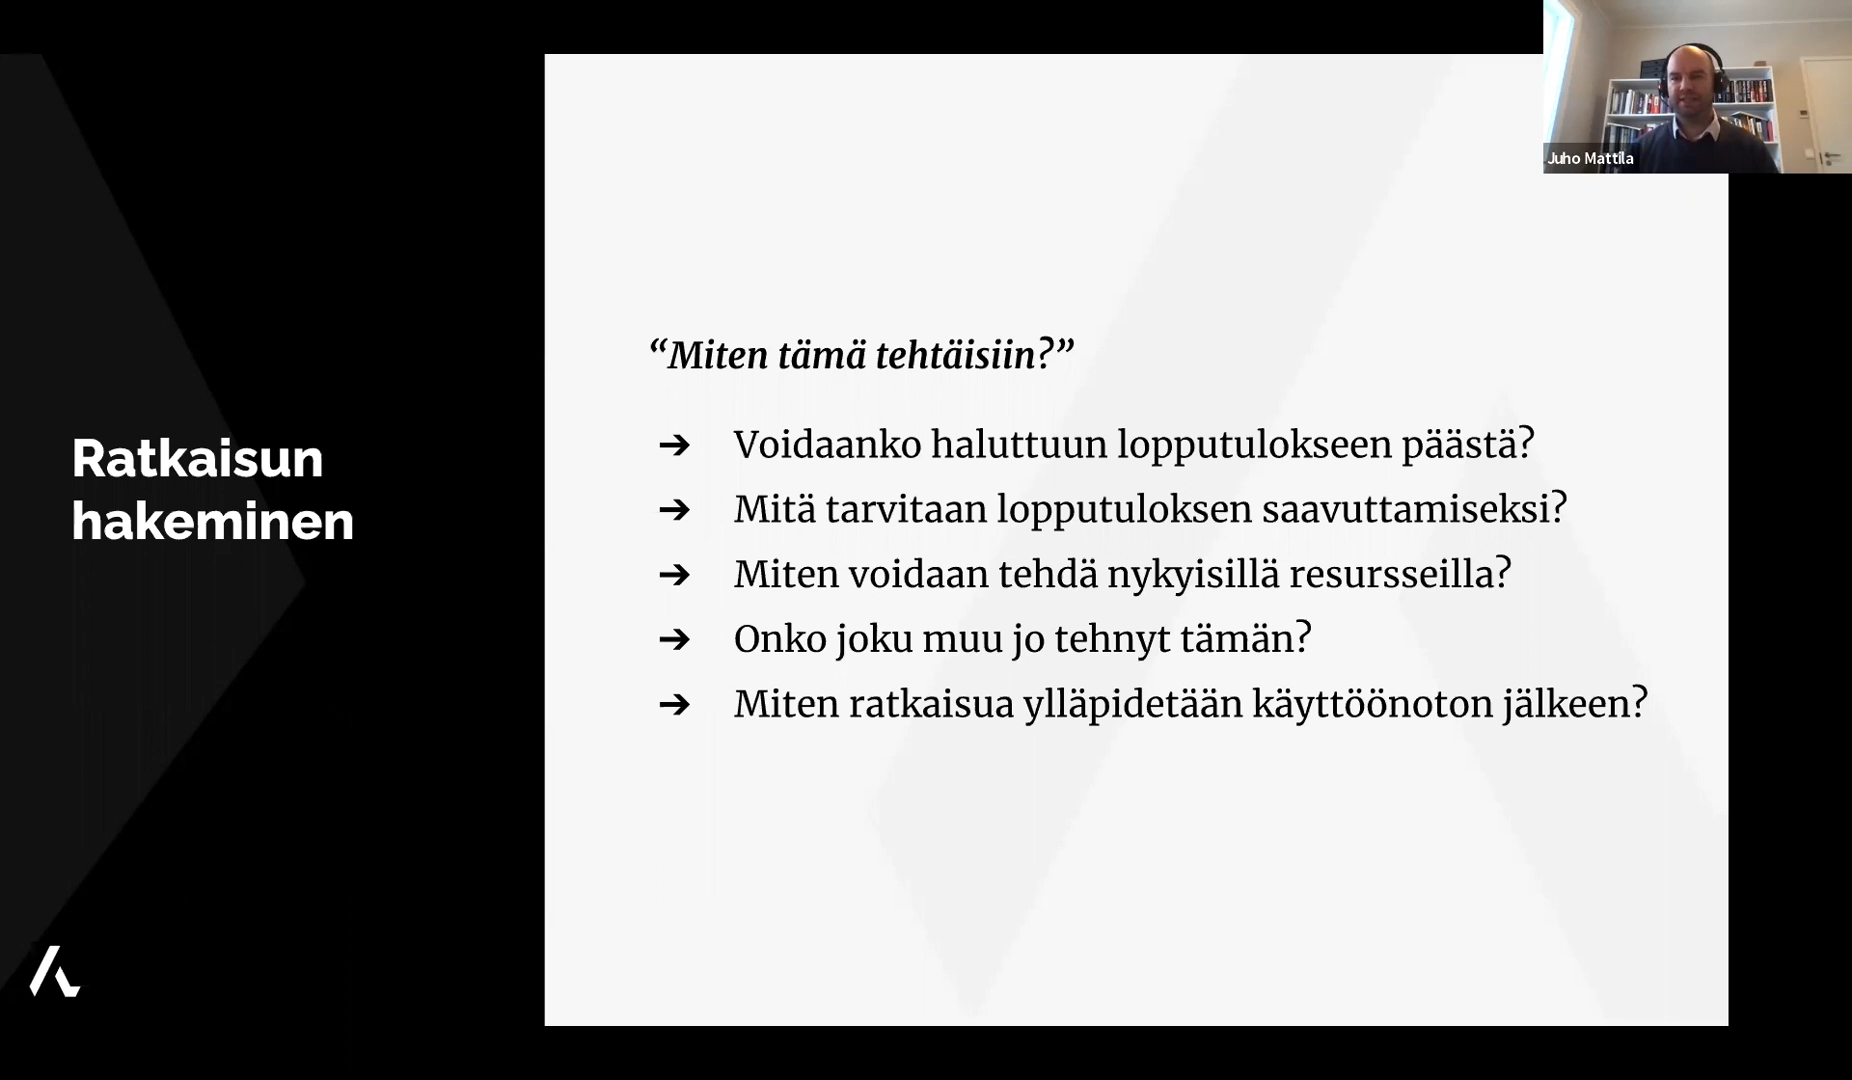 Juho Mattila
Ratkaisun
hakeminen
“Miten tämä tehtäisiin?”
➔ Voidaanko haluttuun lopputulokseen päästä?
➔ Mitä tarvitaan lopputuloksen saavuttamiseksi?
➔ Miten voidaan tehdä nykyisillä resursseilla?
➔ Onko joku muu jo tehnyt tämän?
➔ Miten ratkaisua ylläpidetään käyttöönoton jälkeen?